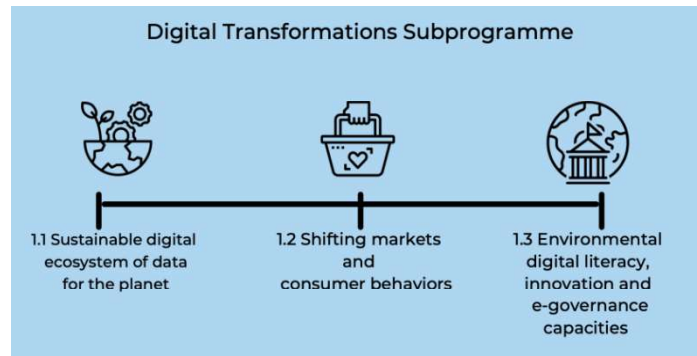 Digital Transformations Subprogramme
1.1 Sustainable digital
ecosystem of data
for the planet
1.2 Shifting markets
and
consumer behaviors
1.3 Environmental
digital literacy,
innovation and
e-governance
capacities